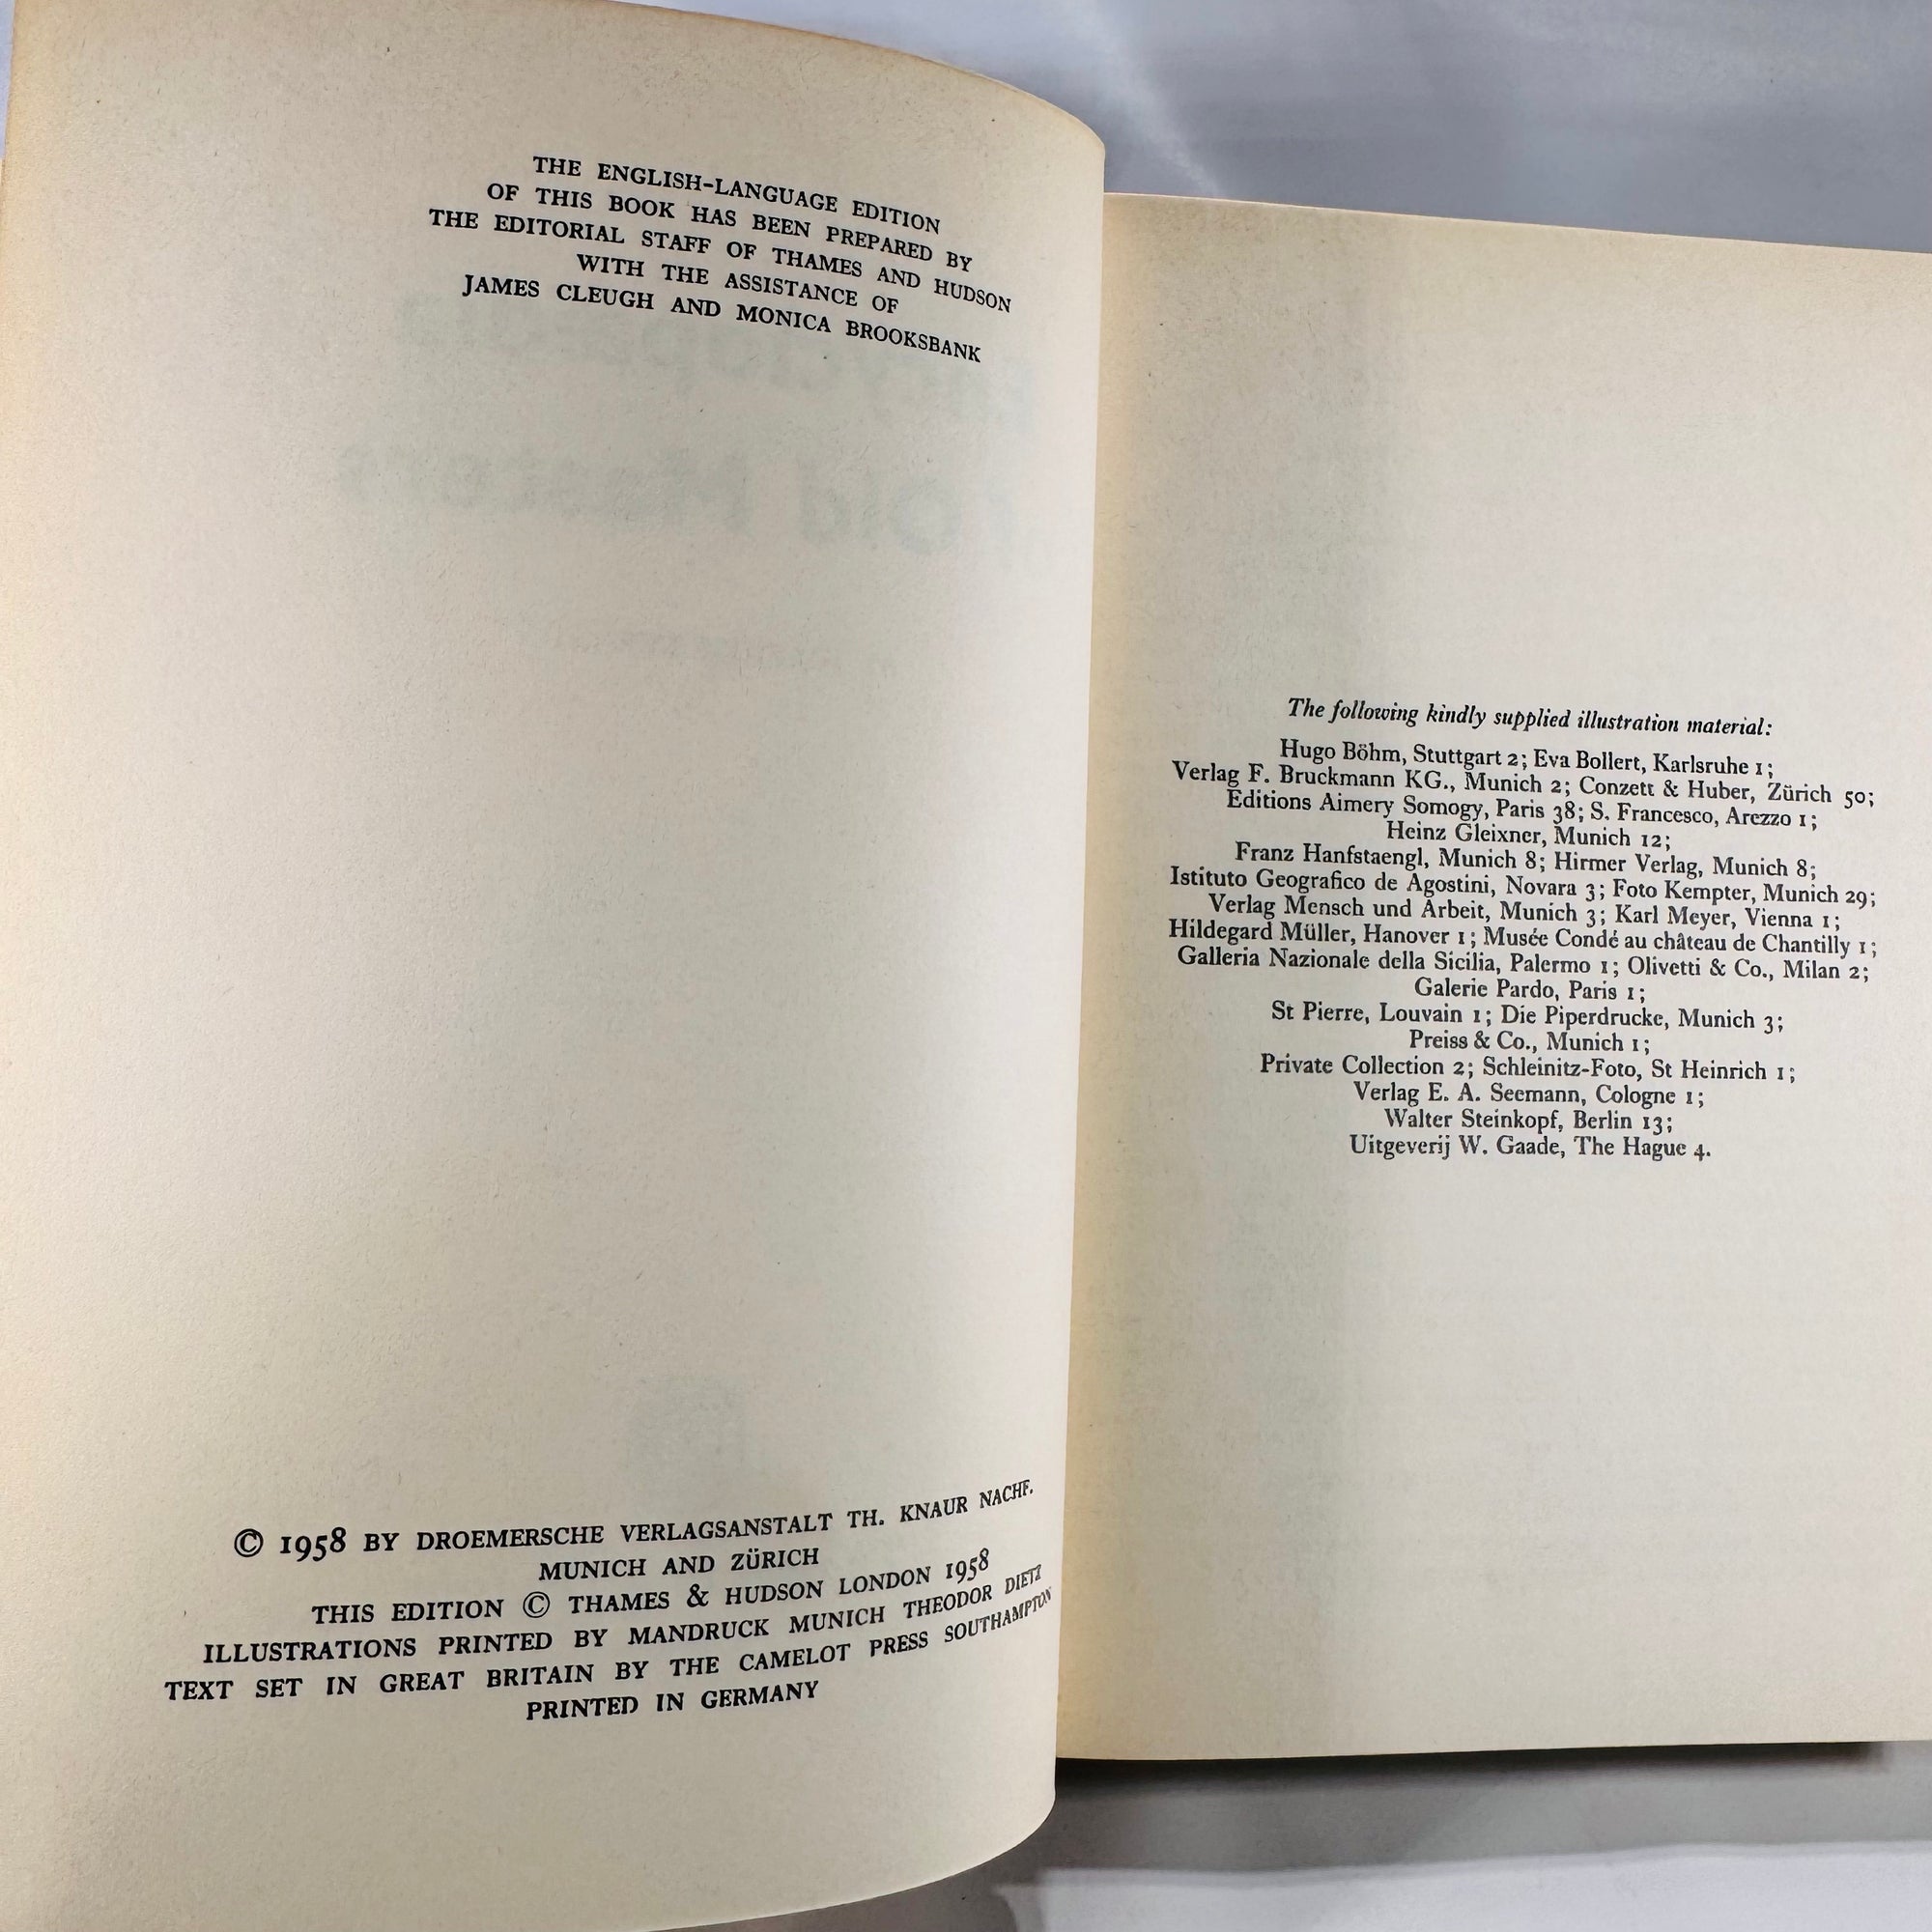 THE ENGLISH-LANGUAGE EDITION
OF THIS BOOK HAS BEEN PREPARED BY
THE EDITORIAL STAFF OF THAMES AND HUDSON
WITH THE ASSISTANCE OF
JAMES CLEUGH AND MONICA BROOKSBANK
© 1958 BY DROEMERSCHE VERLAGSANSTALT TH. KNAUR NACHF.
MUNICH AND ZÜRICH
THIS EDITION © THAMES & HUDSON LONDON 1958
ILLUSTRATIONS PRINTED BY MANDRUCK MUNICH THEODOR DIETZ
TEXT SET IN GREAT BRITAIN BY THE CAMELOT PRESS SOUTHAMPTON
PRINTED IN GERMANY
The following kindly supplied illustration material:
Hugo Böhm, Stuttgart 2; Eva Bollert, Karlsruhe 1;
Verlag F. Bruckmann KG., Munich 2; Conzett & Huber, Zürich 50;
Editions Aimery Somogy, Paris 38; S. Francesco, Arezzo 1;
Heinz Gleixner, Munich 12;
Franz Hanfstaengl, Munich 8; Hirmer Verlag, Munich 8;
Istituto Geografico de Agostini, Novara 3; Foto Kempter, Munich 29;
Verlag Mensch und Arbeit, Munich 3; Karl Meyer, Vienna 1;
Hildegard Müller, Hanover 1; Musée Condé au château de Chantilly 1;
Galleria Nazionale della Sicilia, Palermo 1; Olivetti & Co., Milan 2;
Galerie Pardo, Paris 1;
St Pierre, Louvain 1; Die Piperdrucke, Munich 3;
Preiss & Co., Munich 1;
Private Collection 2; Schleinitz-Foto, St Heinrich 1;
Verlag E. A. Seemann, Cologne 1;
Walter Steinkopf, Berlin 13;
Uitgeverij W. Gaade, The Hague 4.